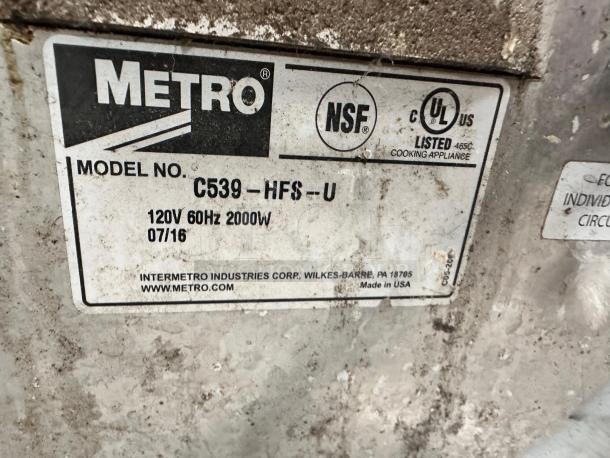 METRO®
NSF®
C UL US
LISTED 465C
COOKING APPLIANCE
MODEL NO. C539-HFS-U
120V 60Hz 2000W
07/16
INTERMETRO INDUSTRIES CORP. WILKES-BARRE, PA 18705
WWW.METRO.COM Made in USA
INDIVID
CIRCU